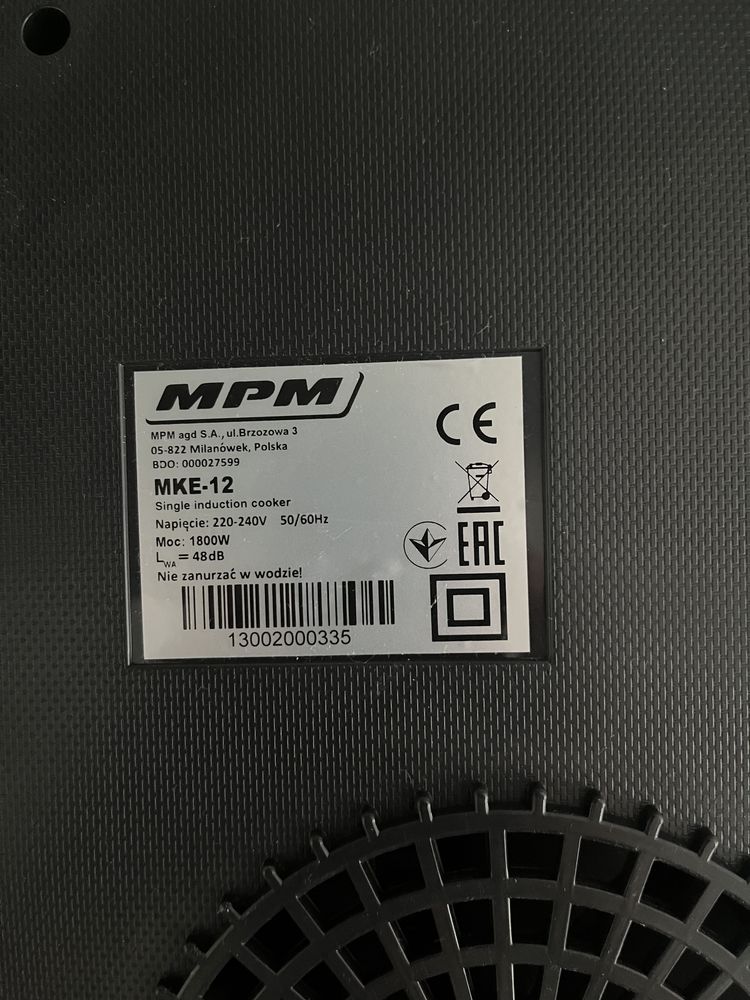 MPM
MPM agd S.A., ul.Brzozowa 3
05-822 Milanówek, Polska
BDO: 000027599
MKE-12
Single induction cooker
Napięcie: 220-240V 50/60Hz
Moc: 1800W
LWA = 48dB
Nie zanurzać w wodzie!
13002000335
CE
EAC